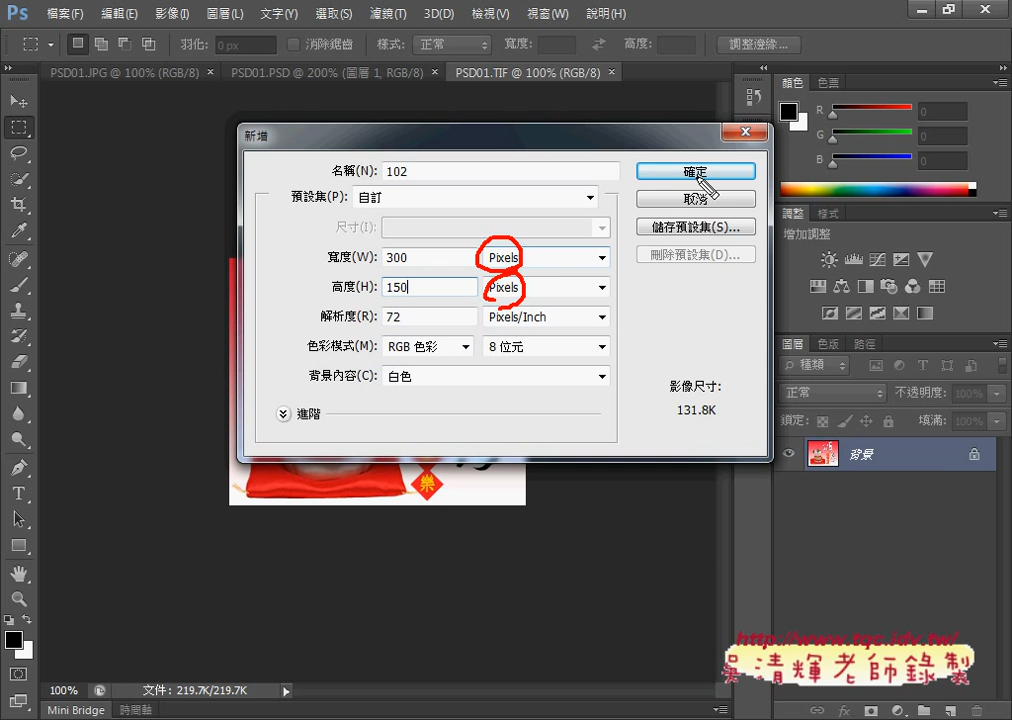 Ps 檔案(F) 編輯(E) 影像(I) 圖層(L) 文字(Y) 選取(S) 濾鏡(T) 3D(D) 檢視(V) 視窗(W) 說明(H)
羽化: 0 px 消除鋸齒 樣式: 正常 寬度: 高度: 調整邊緣...
PSD01.JPG @ 100% (RGB/8) × PSD01.PSD @ 200% (圖層 1, RGB/8) × PSD01.TIF @ 100% (RGB/8) ×
顏色 色票
R 0
G 0
B 0
新增
名稱(N): 102
確定
預設集(P): 自訂
取消
尺寸(I):
儲存預設集(S)...
寬度(W): 300 Pixels
刪除預設集(D)...
高度(H): 150 Pixels
解析度(R): 72 Pixels/Inch
色彩模式(M): RGB 色彩 8 位元
背景內容(C): 白色
影像尺寸:
131.8K
進階
調整 樣式
增加調整
圖層 色版 路徑
種類
正常 不透明度: 100%
鎖定: 填滿: 100%
背景
樂
http://www.tqc.idv.tw/
吳清輝老師錄製
100% 文件: 219.7K/219.7K
Mini Bridge 時間軸